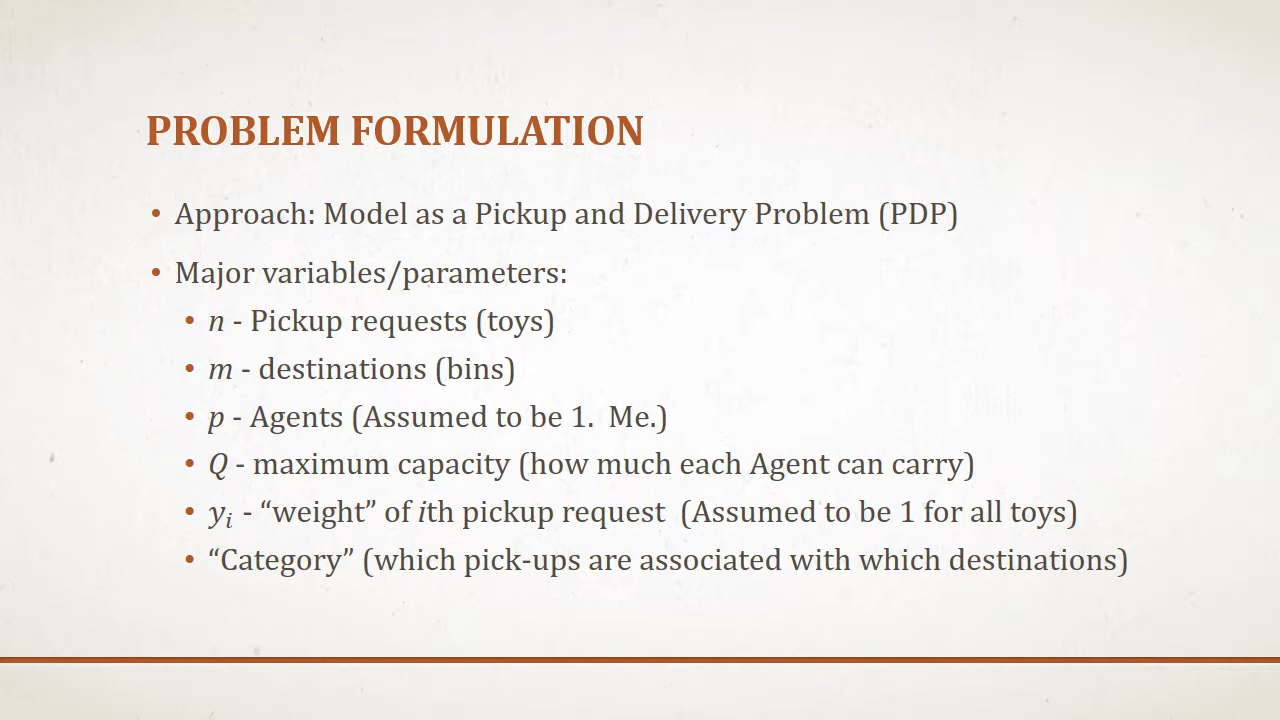 PROBLEM FORMULATION
• Approach: Model as a Pickup and Delivery Problem (PDP)
• Major variables/parameters:
• n - Pickup requests (toys)
• m - destinations (bins)
• p - Agents (Assumed to be 1.  Me.)
• Q - maximum capacity (how much each Agent can carry)
• yᵢ - “weight” of ith pickup request  (Assumed to be 1 for all toys)
• “Category” (which pick-ups are associated with which destinations)